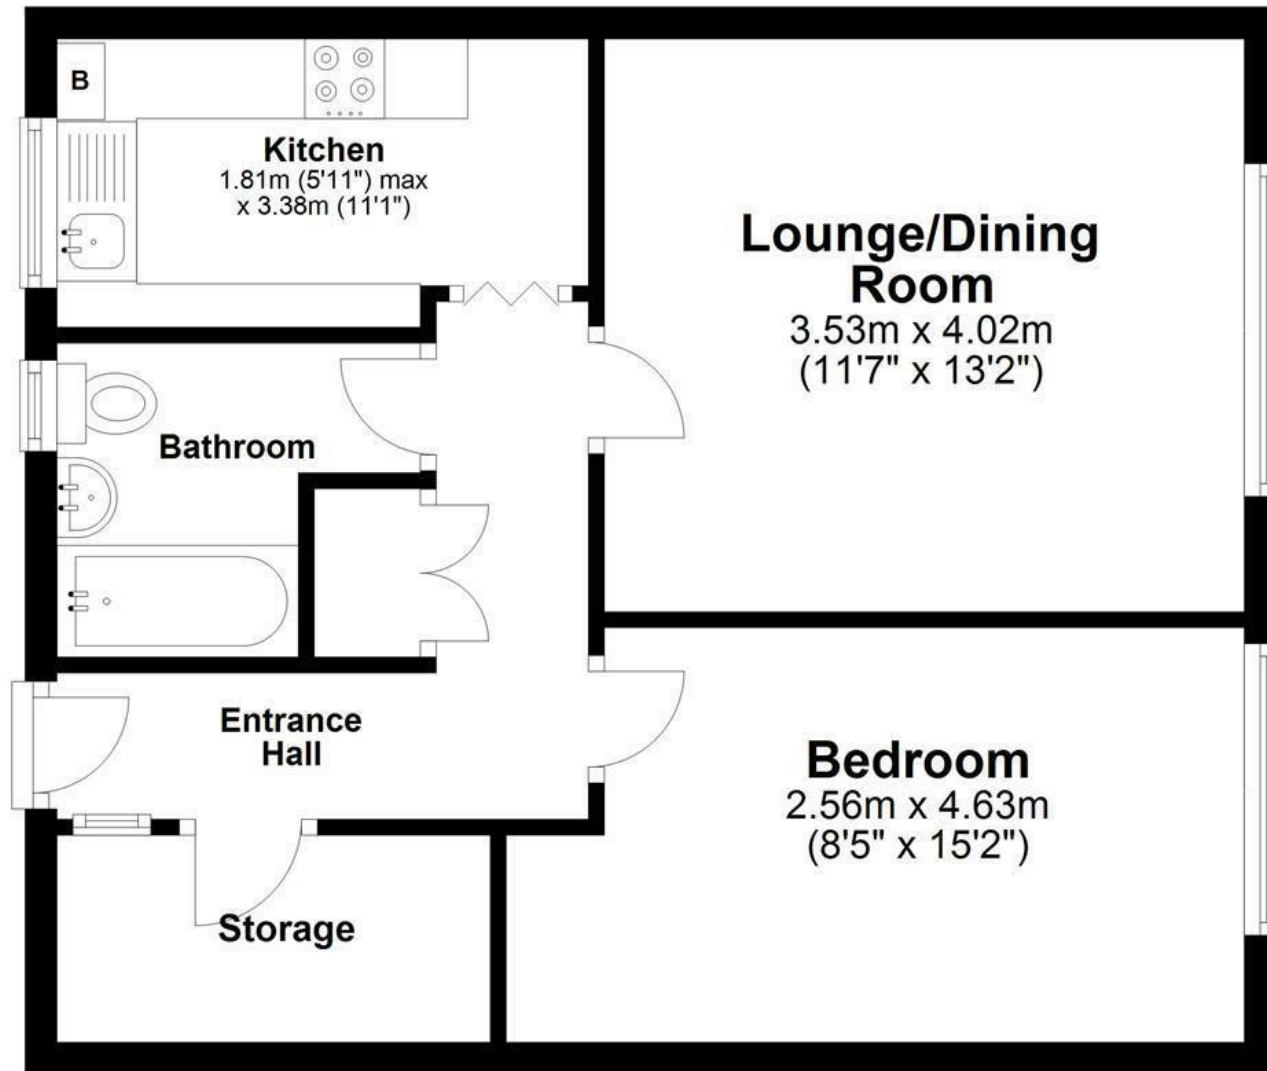 B
Kitchen
1.81m (5'11") max
x 3.38m (11'1")
Lounge/Dining
Room
3.53m x 4.02m
(11'7" x 13'2")
Bathroom
Entrance
Hall
Bedroom
2.56m x 4.63m
(8'5" x 15'2")
Storage